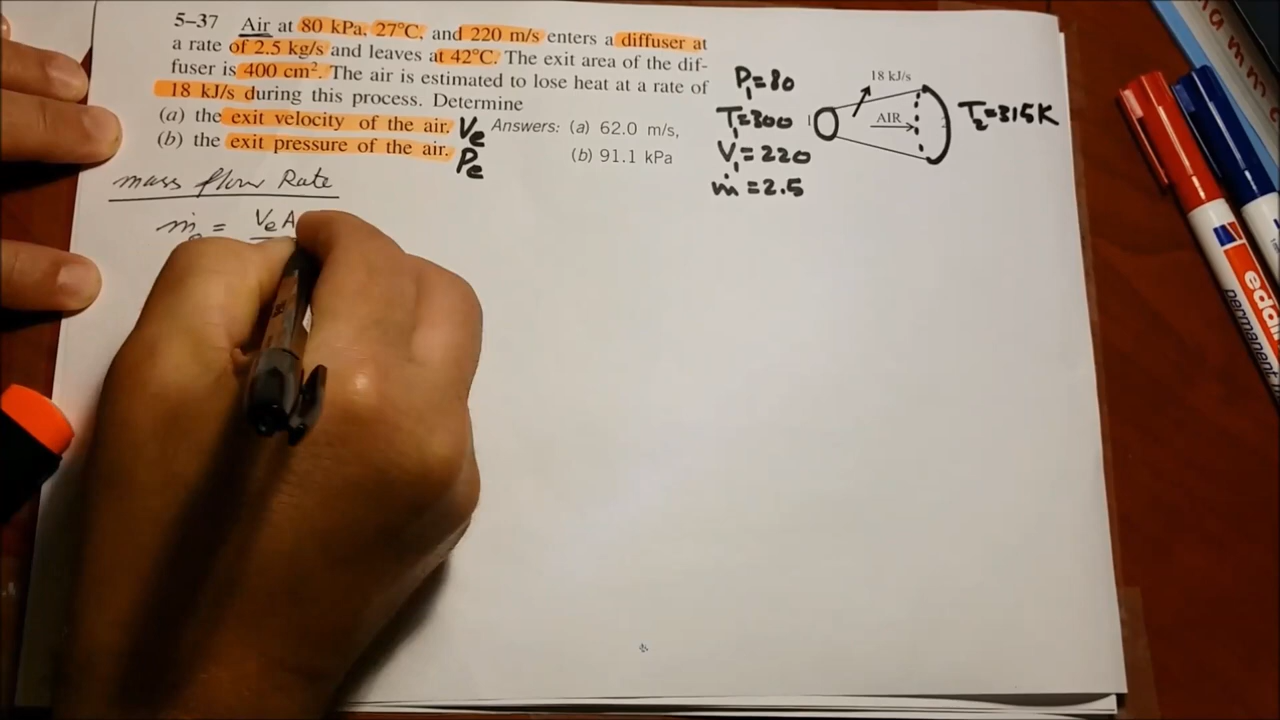 5–37 Air at 80 kPa, 27°C, and 220 m/s enters a diffuser at
a rate of 2.5 kg/s and leaves at 42°C. The exit area of the dif-
fuser is 400 cm². The air is estimated to lose heat at a rate of
18 kJ/s during this process. Determine
(a) the exit velocity of the air. Ve Answers: (a) 62.0 m/s,
(b) the exit pressure of the air. Pe (b) 91.1 kPa
P₁=80
T₁=300
V₁=220
ṁ=2.5
18 kJ/s
1
AIR
T₂=315K
mass flow Rate
ṁₑ = VeA
edd
permanent